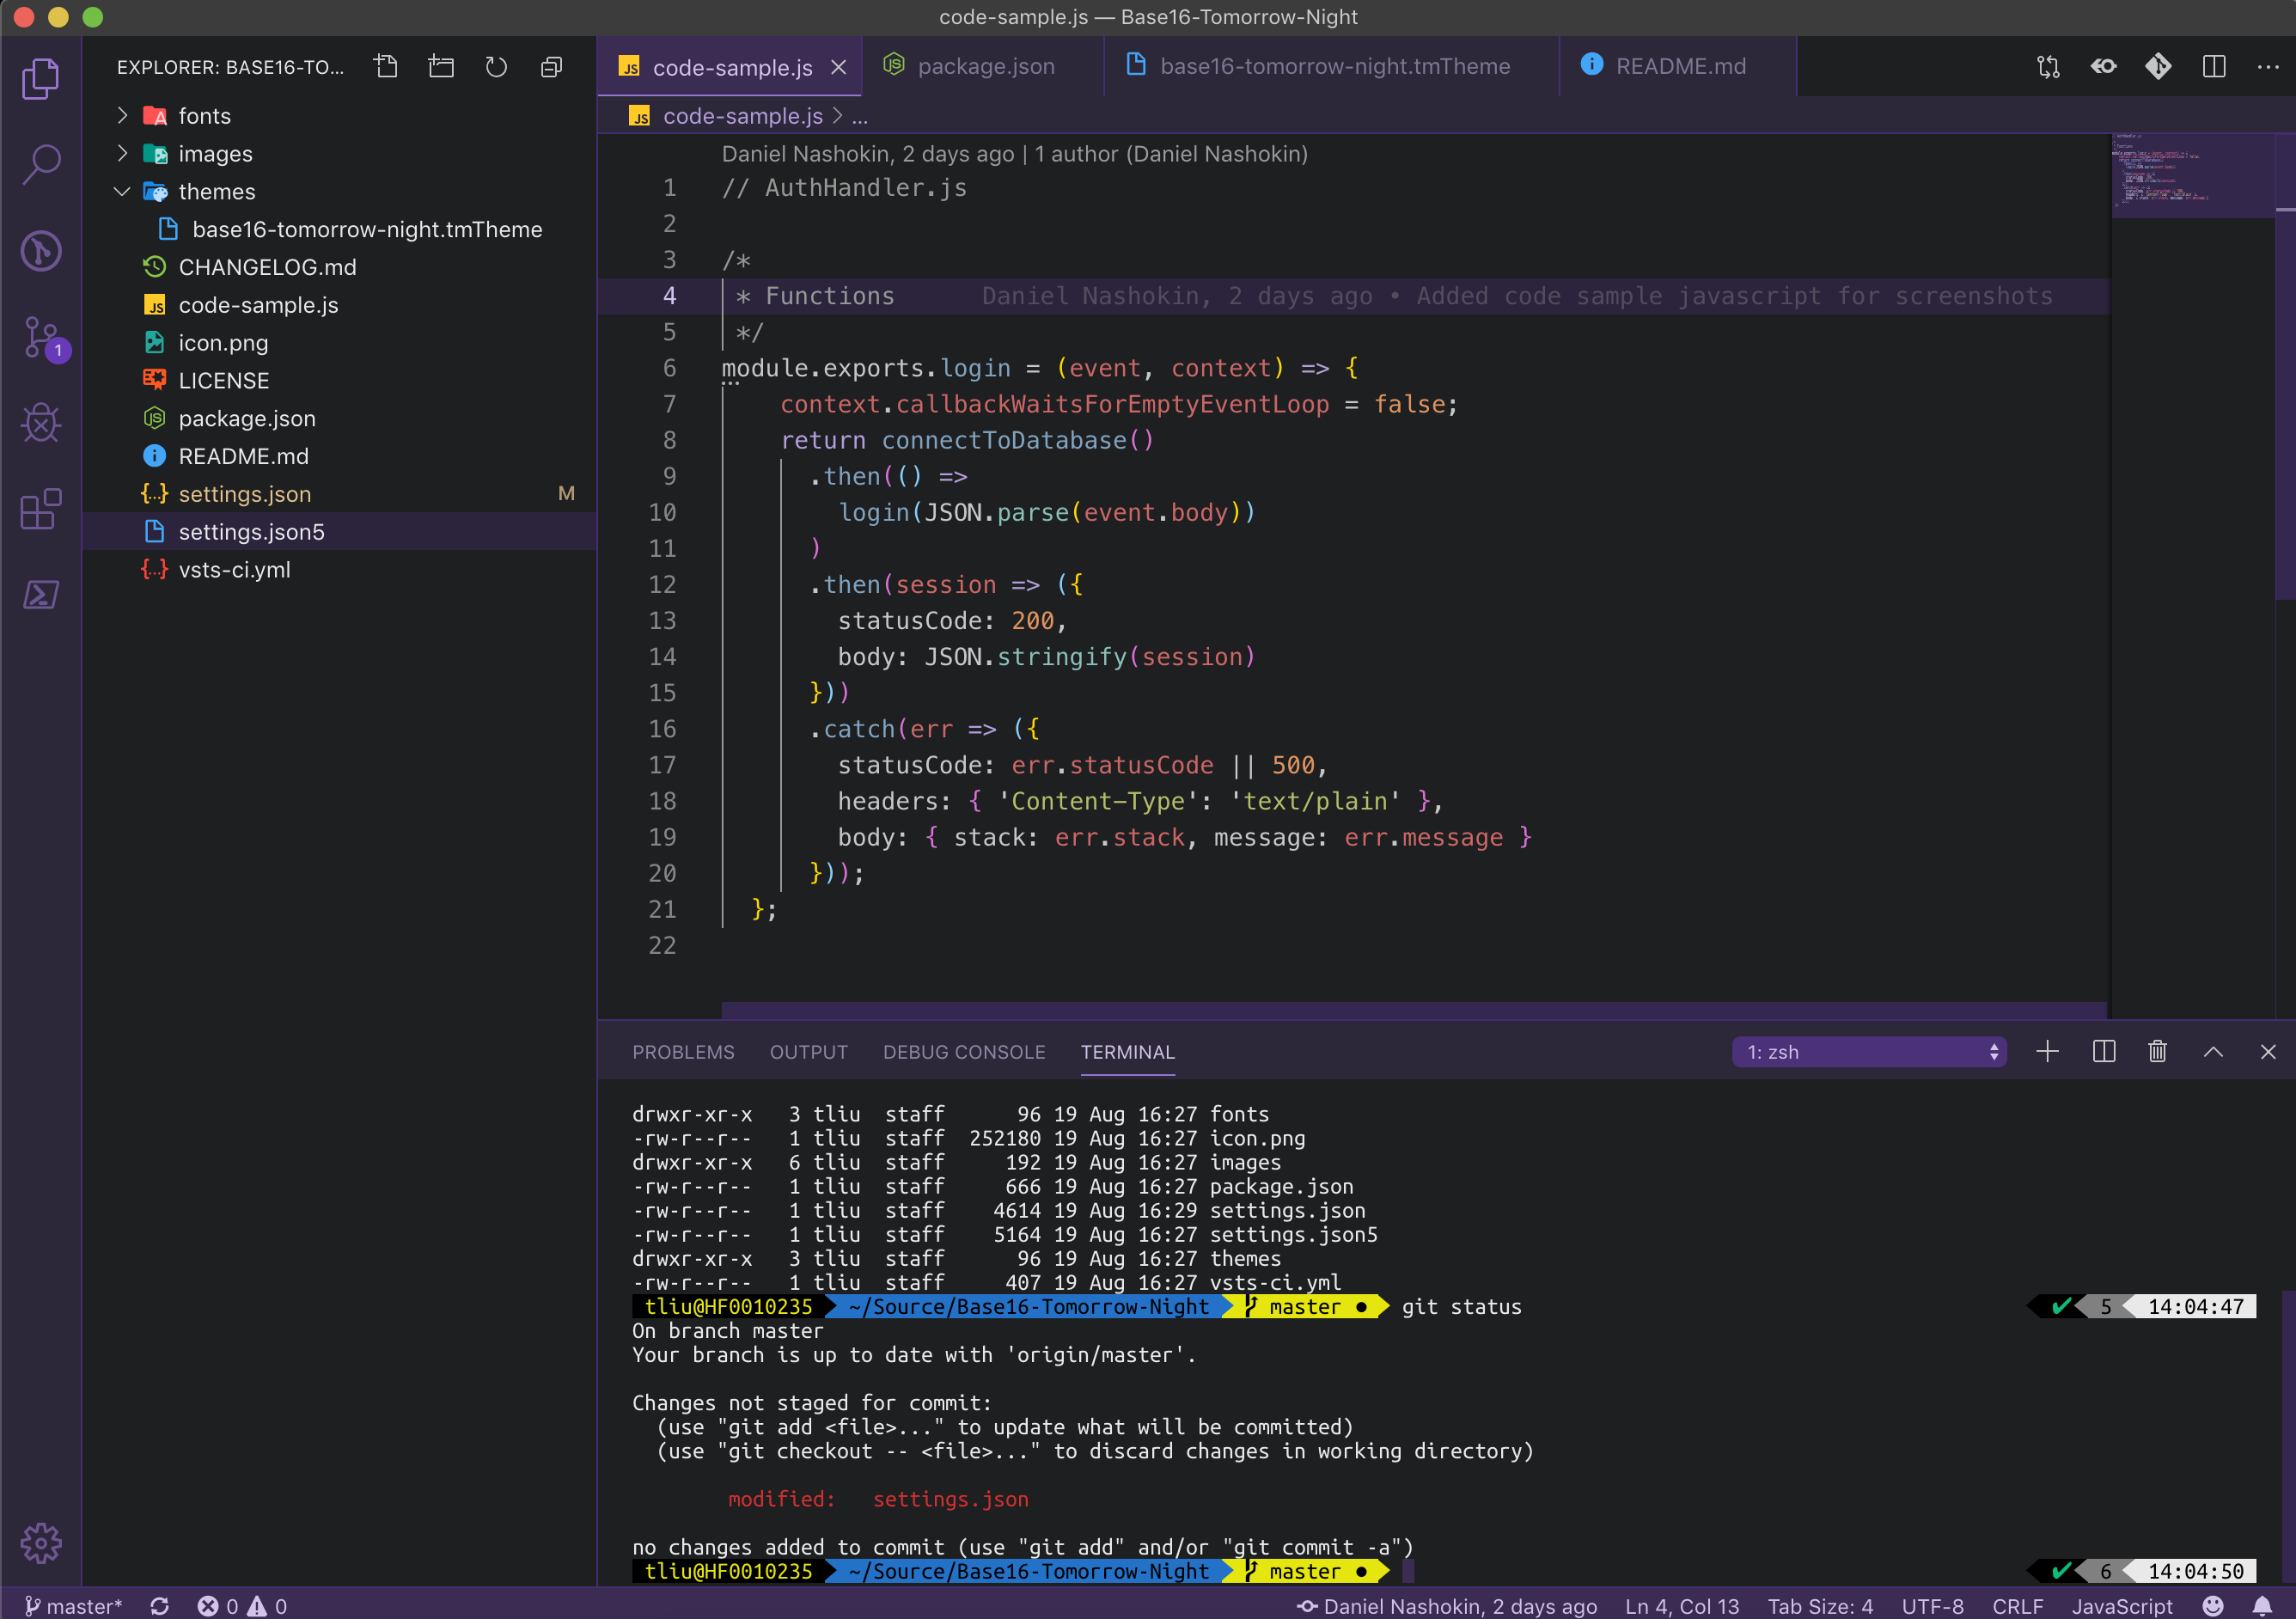 code-sample.js — Base16-Tomorrow-Night
EXPLORER: BASE16-TO...
fonts
images
themes
base16-tomorrow-night.tmTheme
CHANGELOG.md
code-sample.js
icon.png
LICENSE
package.json
README.md
settings.json M
settings.json5
vsts-ci.yml
1
code-sample.js package.json base16-tomorrow-night.tmTheme README.md
code-sample.js > ...
Daniel Nashokin, 2 days ago | 1 author (Daniel Nashokin)
1 // AuthHandler.js
2
3 /*
4 * Functions Daniel Nashokin, 2 days ago • Added code sample javascript for screenshots
5 */
6 module.exports.login = (event, context) => {
7 context.callbackWaitsForEmptyEventLoop = false;
8 return connectToDatabase()
9 .then(() =>
10 login(JSON.parse(event.body))
11 )
12 .then(session => ({
13 statusCode: 200,
14 body: JSON.stringify(session)
15 }))
16 .catch(err => ({
17 statusCode: err.statusCode || 500,
18 headers: { 'Content-Type': 'text/plain' },
19 body: { stack: err.stack, message: err.message }
20 }));
21 };
22
PROBLEMS OUTPUT DEBUG CONSOLE TERMINAL 1: zsh
drwxr-xr-x 3 tliu staff 96 19 Aug 16:27 fonts
-rw-r--r-- 1 tliu staff 252180 19 Aug 16:27 icon.png
drwxr-xr-x 6 tliu staff 192 19 Aug 16:27 images
-rw-r--r-- 1 tliu staff 666 19 Aug 16:27 package.json
-rw-r--r-- 1 tliu staff 4614 19 Aug 16:29 settings.json
-rw-r--r-- 1 tliu staff 5164 19 Aug 16:27 settings.json5
drwxr-xr-x 3 tliu staff 96 19 Aug 16:27 themes
-rw-r--r-- 1 tliu staff 407 19 Aug 16:27 vsts-ci.yml
tliu@HF0010235 ~/Source/Base16-Tomorrow-Night master ● git status ✔ 5 14:04:47
On branch master
Your branch is up to date with 'origin/master'.
Changes not staged for commit:
(use "git add <file>..." to update what will be committed)
(use "git checkout -- <file>..." to discard changes in working directory)
modified: settings.json
no changes added to commit (use "git add" and/or "git commit -a")
tliu@HF0010235 ~/Source/Base16-Tomorrow-Night master ● ✔ 6 14:04:50
master* 0 0 Daniel Nashokin, 2 days ago Ln 4, Col 13 Tab Size: 4 UTF-8 CRLF JavaScript